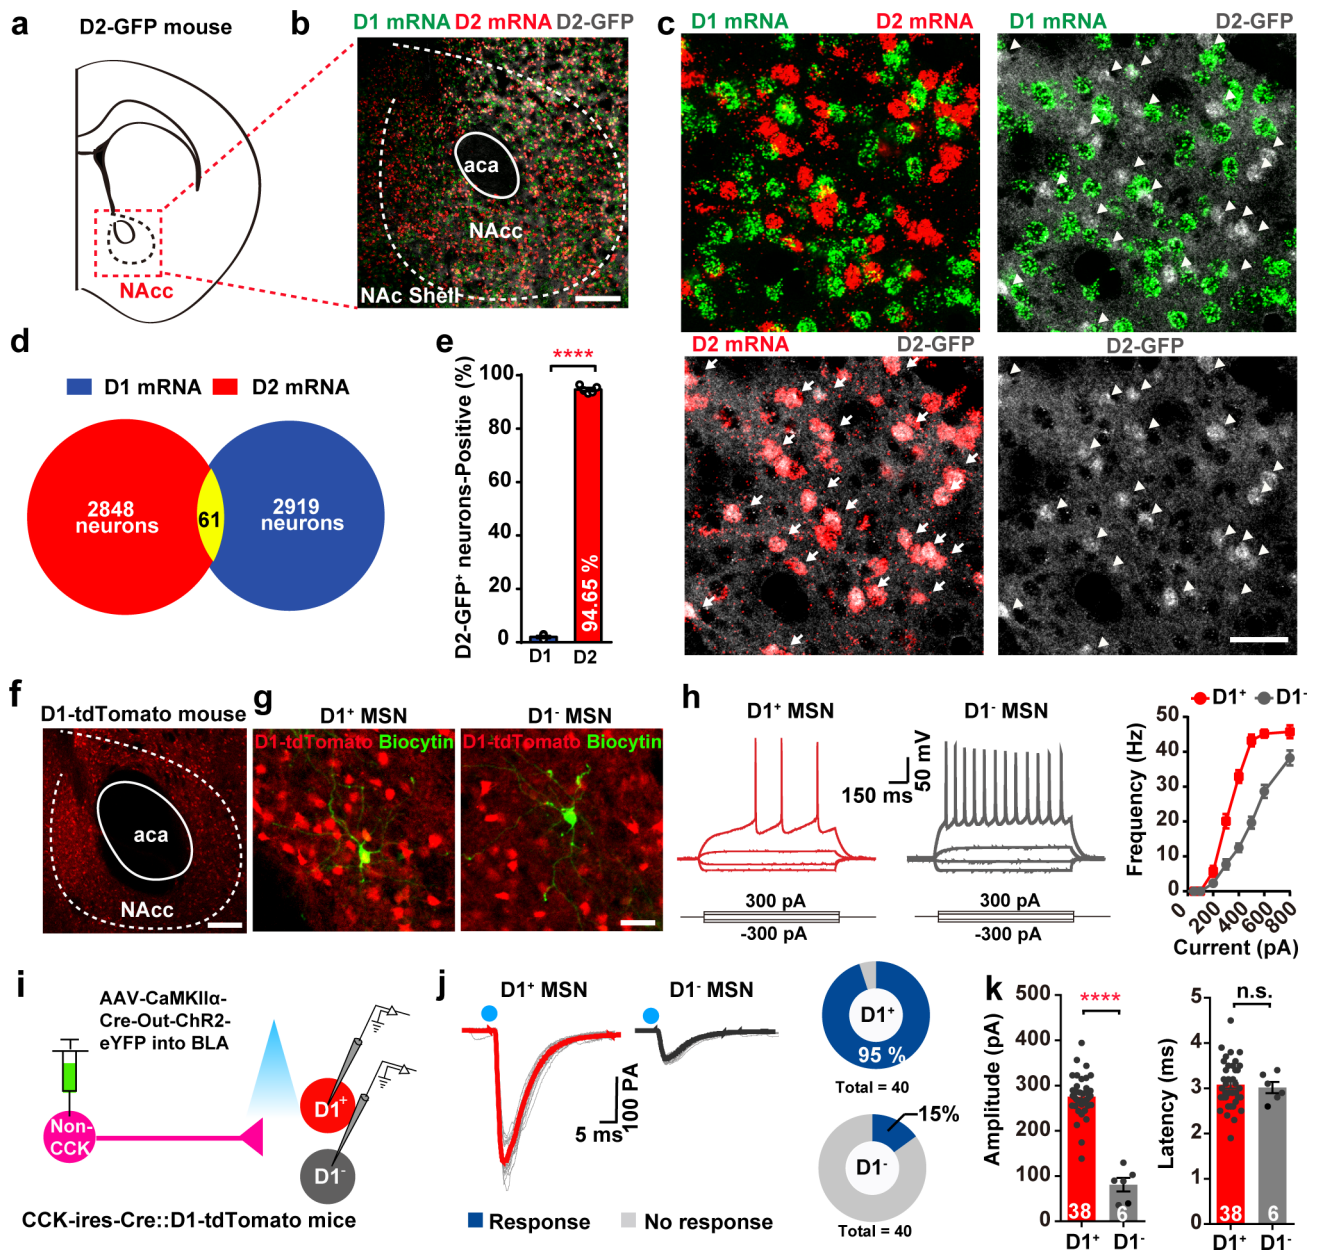 a
D2-GFP mouse
NAcc
b
D1 mRNA D2 mRNA D2-GFP
aca
NAcc
NAc Shell
c
D1 mRNA
D2 mRNA
D1 mRNA
D2-GFP
D2 mRNA
D2-GFP
D2-GFP
d
D1 mRNA
D2 mRNA
2848
neurons
61
2919
neurons
e
****
D2-GFP⁺ neurons-Positive (%)
100
80
60
40
20
0
94.65 %
D1
D2
f
D1-tdTomato mouse
aca
NAcc
g
D1⁺ MSN
D1-tdTomato Biocytin
D1⁻ MSN
D1-tdTomato Biocytin
h
D1⁺ MSN
D1⁻ MSN
50 mV
150 ms
300 pA
-300 pA
300 pA
-300 pA
D1⁺
D1⁻
Frequency (Hz)
50
40
30
20
10
0
0
200
400
600
800
Current (pA)
i
AAV-CaMKIIα-
Cre-Out-ChR2-
eYFP into BLA
Non-
CCK
D1⁺
D1⁻
CCK-ires-Cre::D1-tdTomato mice
j
D1⁺ MSN
D1⁻ MSN
100 PA
5 ms
D1⁺
95 %
Total = 40
15%
D1⁻
Total = 40
Response
No response
k
Amplitude (pA)
500
400
300
200
100
0
****
38
6
D1⁺
D1⁻
Latency (ms)
5
4
3
2
1
0
n.s.
38
6
D1⁺
D1⁻